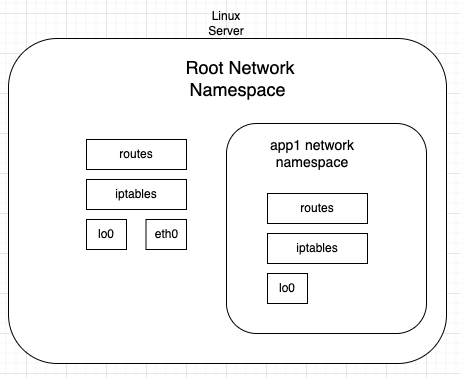 Linux
Server
Root Network
Namespace
routes
iptables
lo0
eth0
app1 network
namespace
routes
iptables
lo0